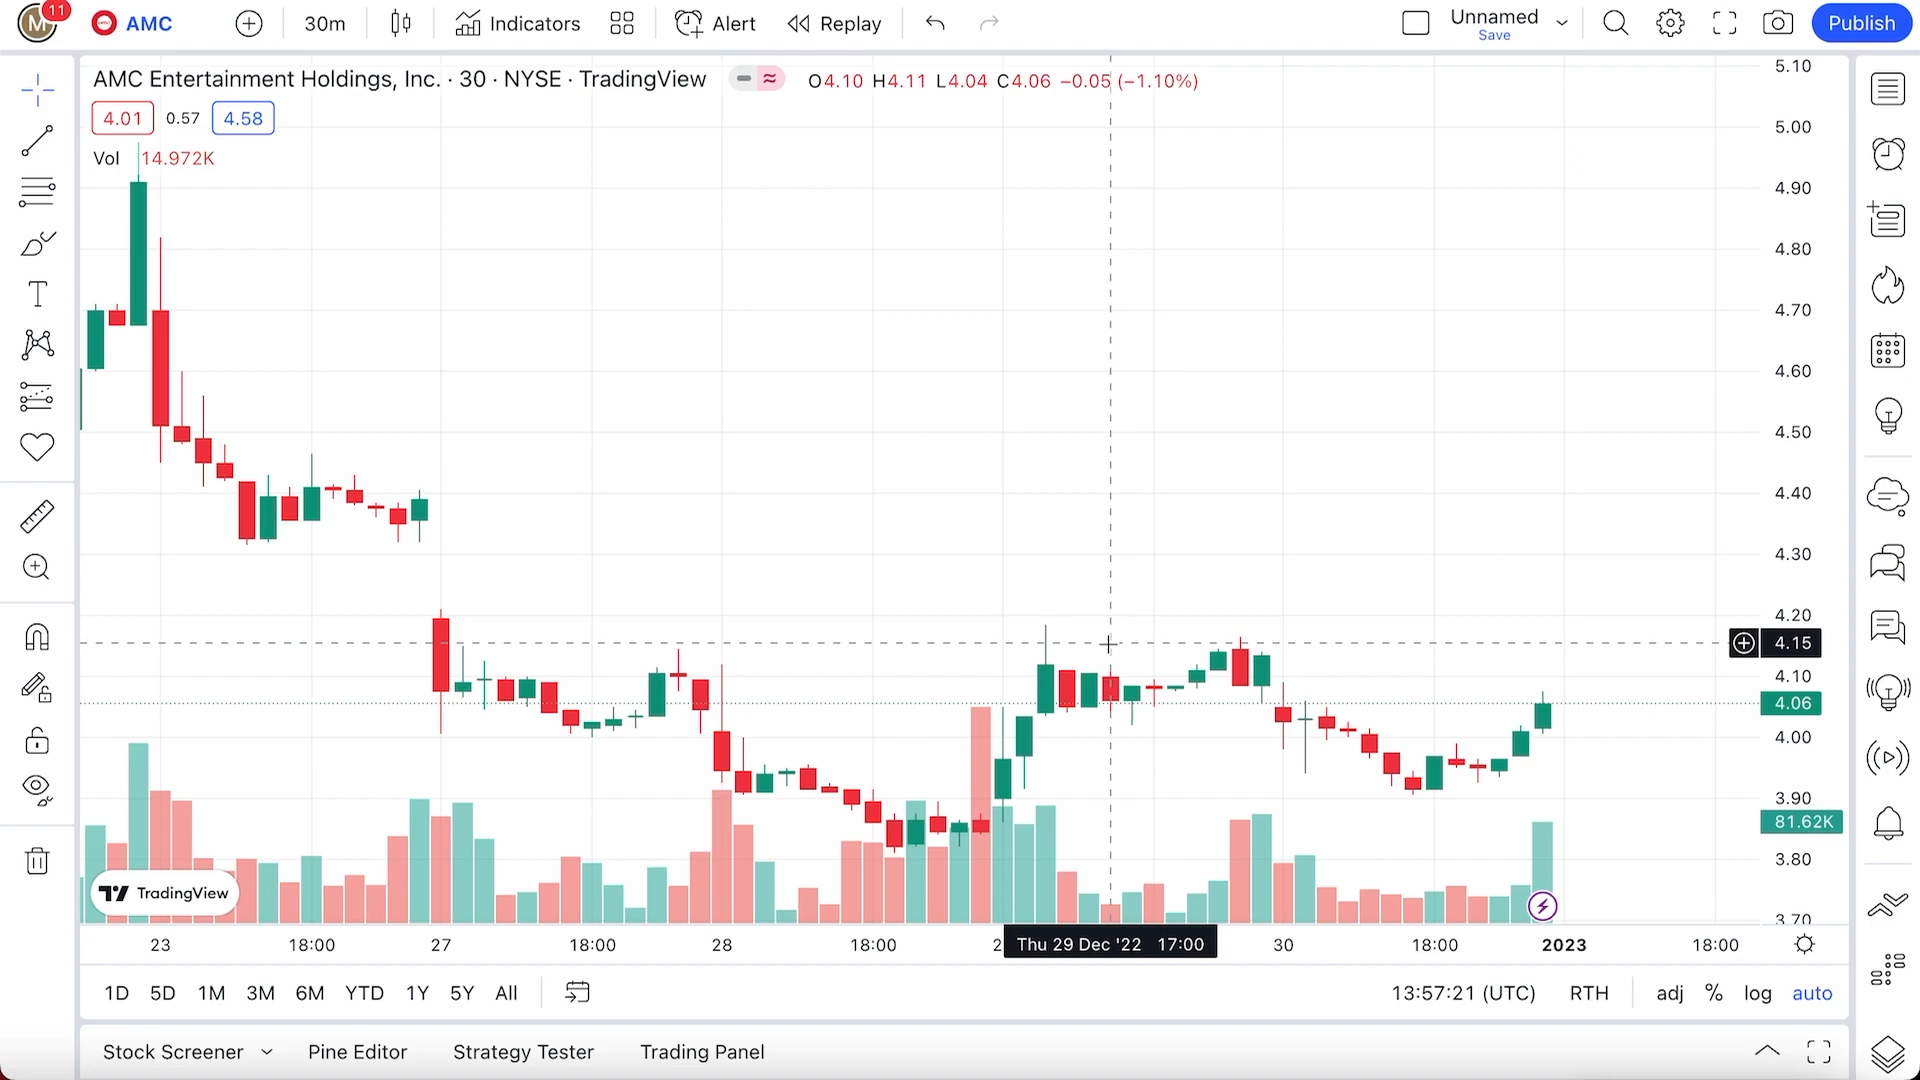 M 11 AMC 30m Indicators Alert Replay Unnamed Save Publish
AMC Entertainment Holdings, Inc. · 30 · NYSE · TradingView O4.10 H4.11 L4.04 C4.06 −0.05 (−1.10%)
4.01 0.57 4.58
Vol 14.972K
5.10
5.00
4.90
4.80
4.70
4.60
4.50
4.40
4.30
4.20
4.15
4.10
4.06
4.00
3.90
81.62K
3.80
3.70
TradingView
23 18:00 27 18:00 28 18:00 2 Thu 29 Dec '22 17:00 30 18:00 2023 18:00
1D 5D 1M 3M 6M YTD 1Y 5Y All 13:57:21 (UTC) RTH adj % log auto
Stock Screener Pine Editor Strategy Tester Trading Panel